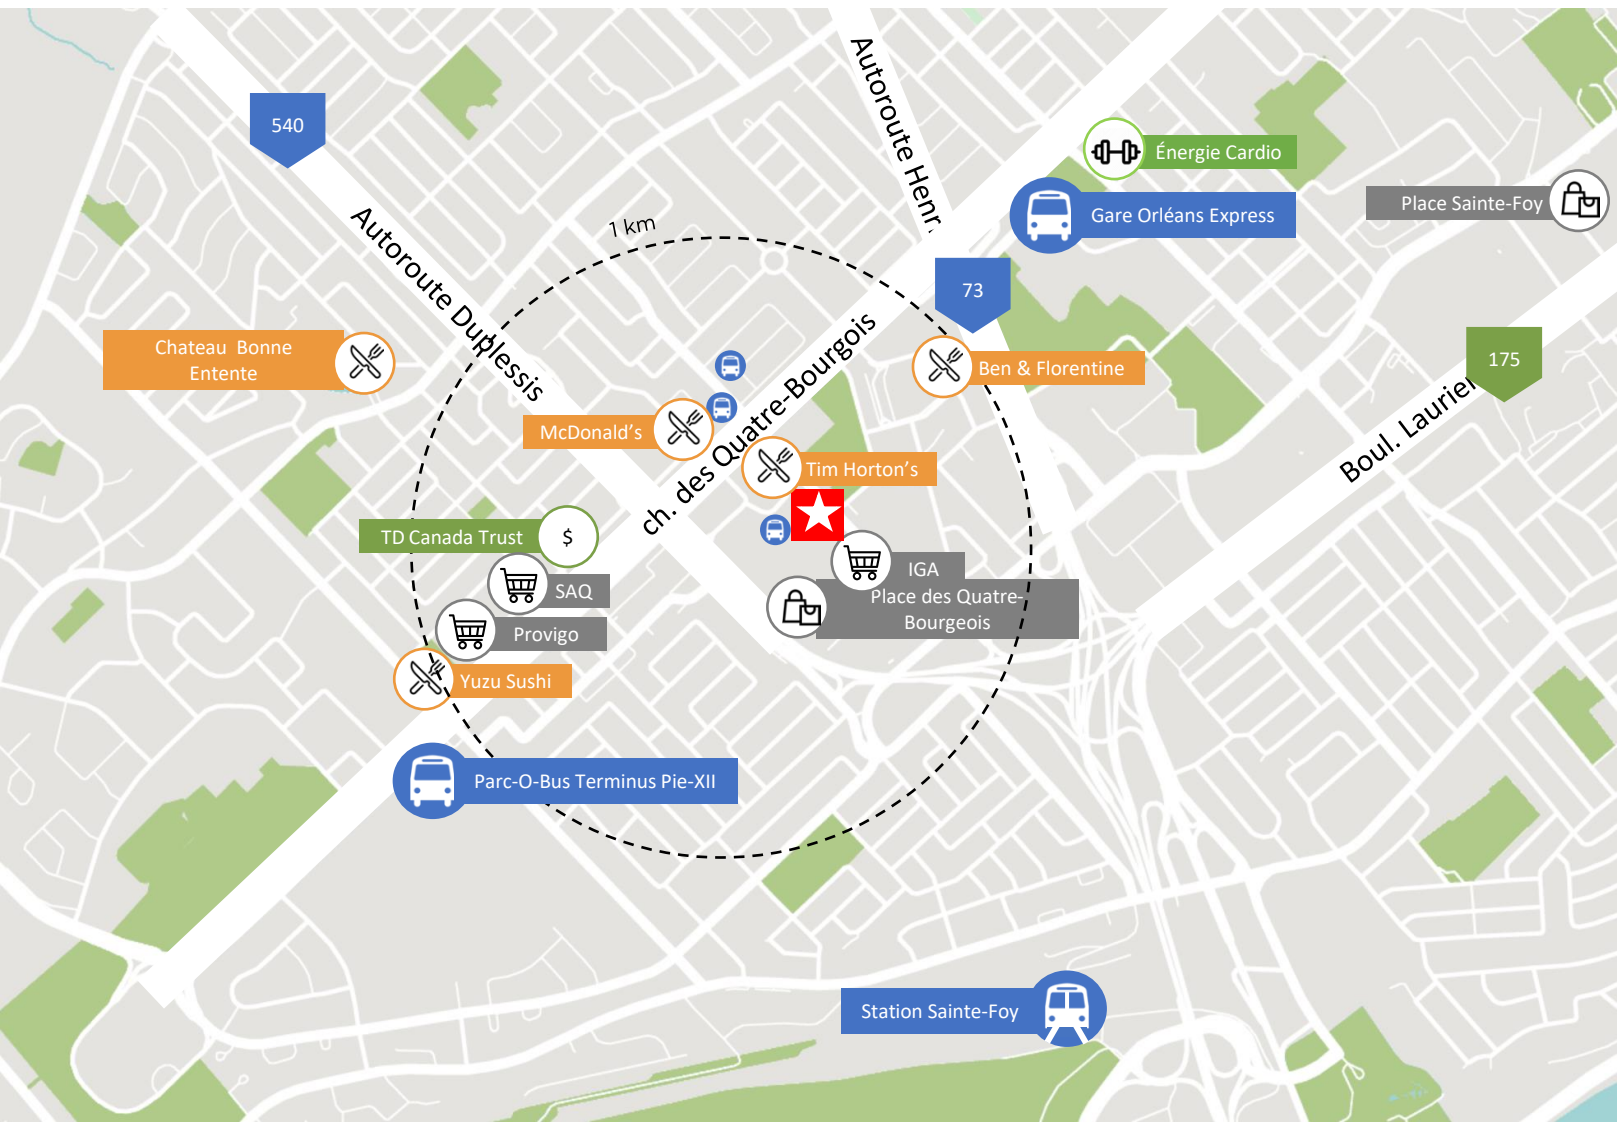 540
Autoroute Henri
Énergie Cardio
Place Sainte-Foy
Gare Orléans Express
1 km
Autoroute Duplessis
73
Chateau Bonne
Entente
Ben & Florentine
175
Boul. Laurier
McDonald's
ch. des Quatre-Bourgois
Tim Horton's
TD Canada Trust
$
SAQ
IGA
Place des Quatre-
Bourgeois
Provigo
Yuzu Sushi
Parc-O-Bus Terminus Pie-XII
Station Sainte-Foy